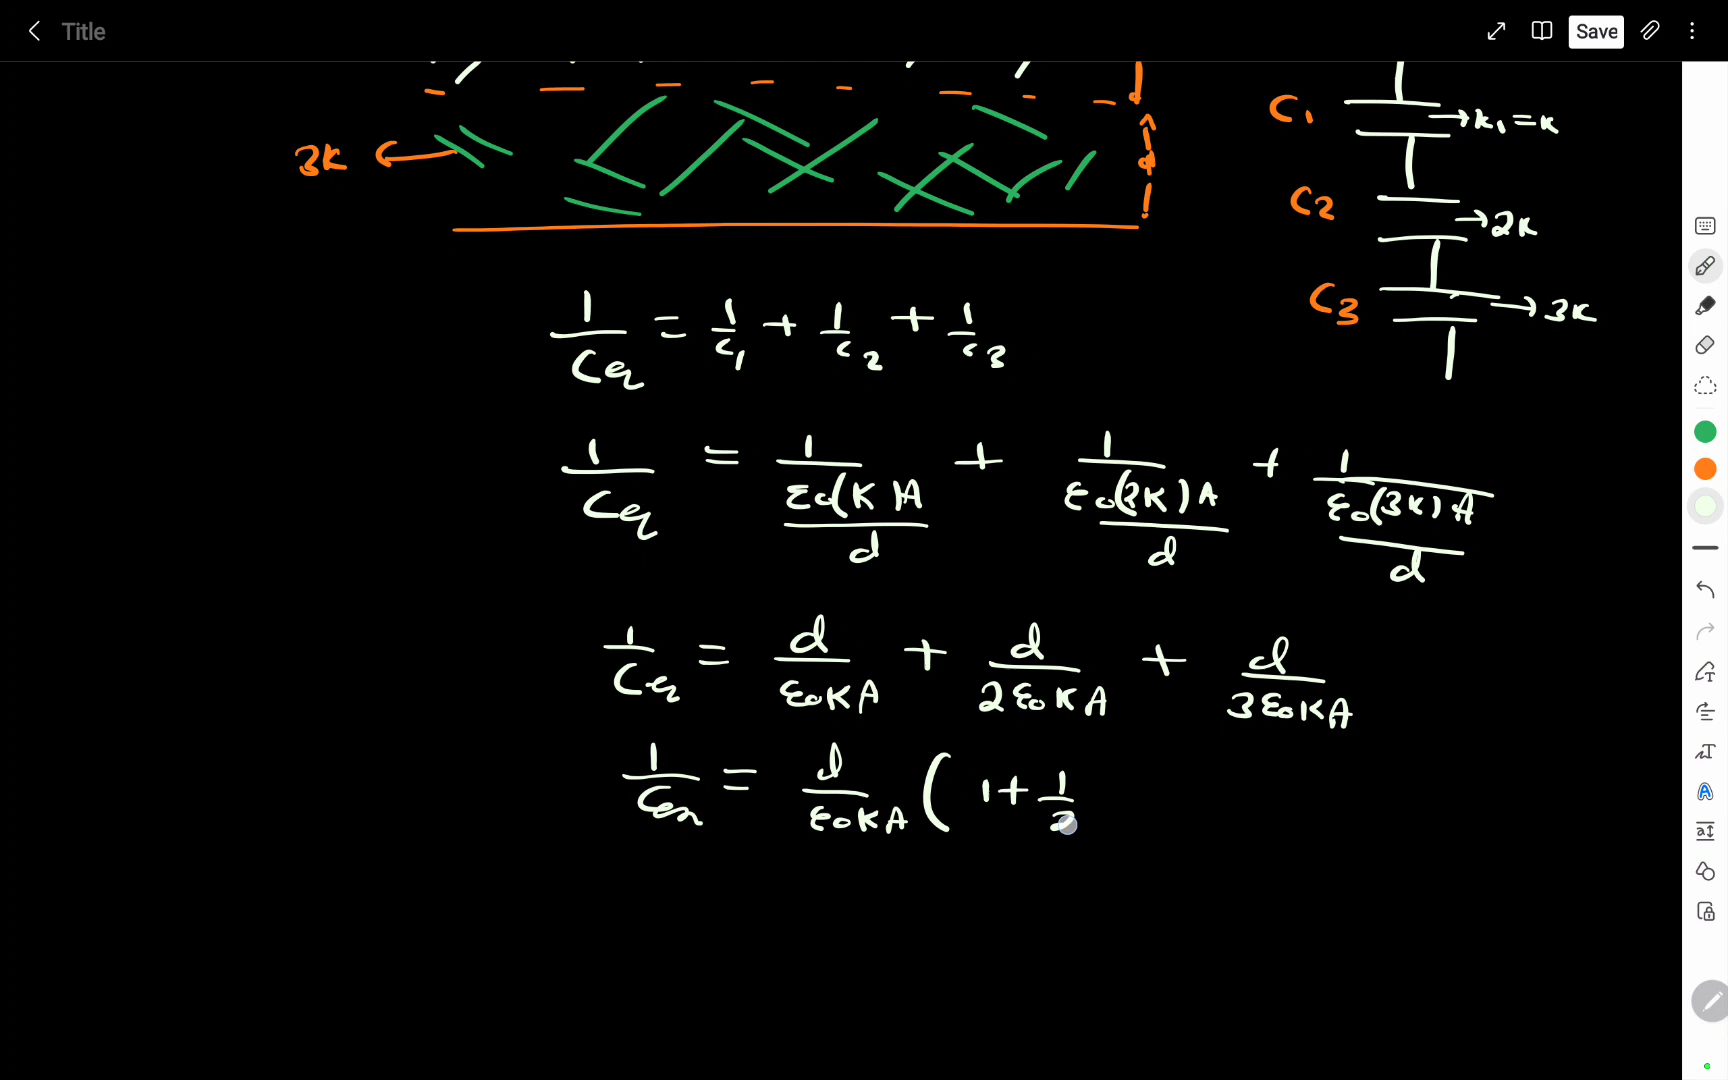 Title
Save
C1
→ k1 = k
3k
C2
→ 2k
C3
→ 3k
1/Ceq = 1/c1 + 1/c2 + 1/c3
1/Ceq = 1/(ε0(k)A/d) + 1/(ε0(2k)A/d) + 1/(ε0(3k)A/d)
1/Ceq = d/ε0kA + d/2ε0kA + d/3ε0kA
1/Ceq = d/ε0kA ( 1 + 1/2